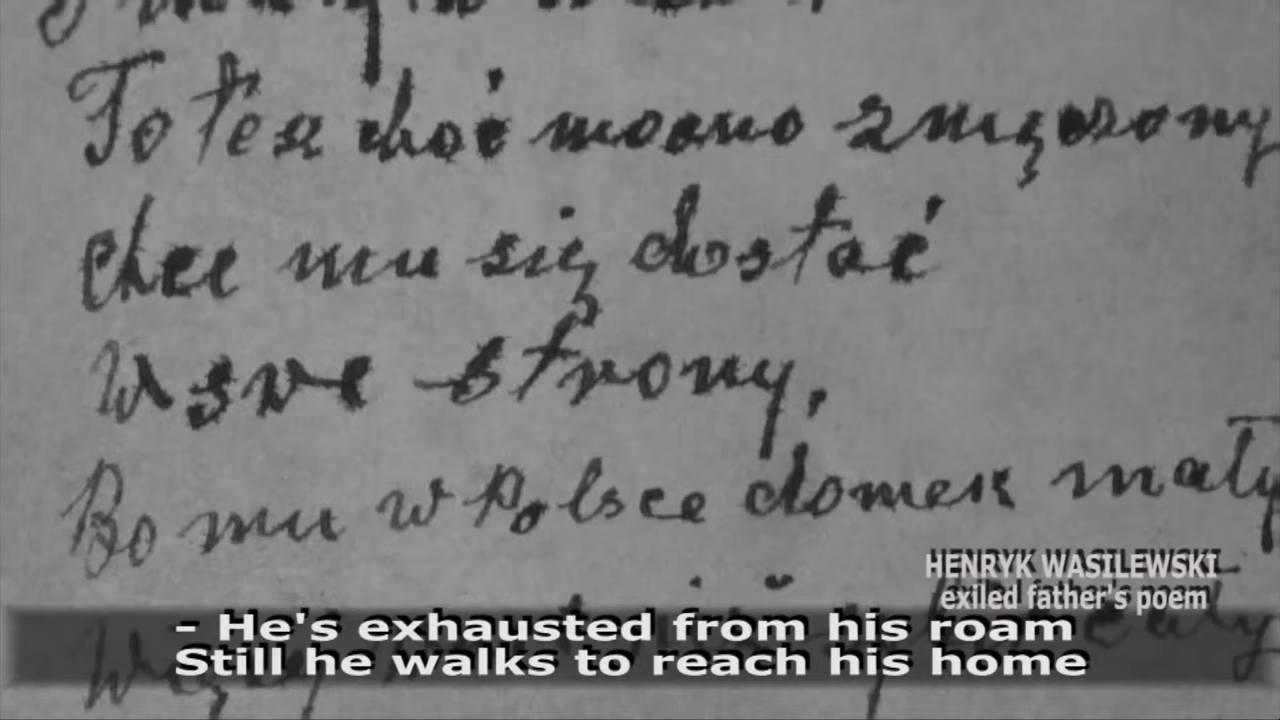 To też choć mocno zmęczony
chce mu się dostać
W swe strony,
Bo mu w Polsce domek mały
HENRYK WASILEWSKI
exiled father's poem
- He's exhausted from his roam
Still he walks to reach his home